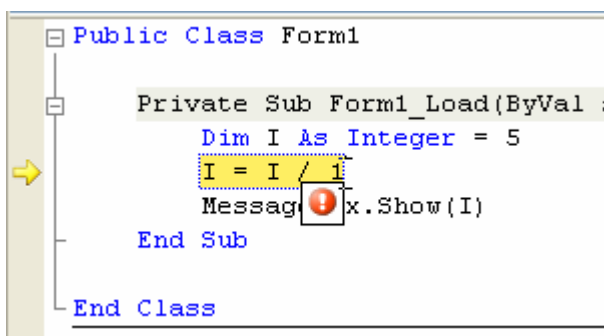 Public Class Form1
Private Sub Form1_Load(ByVal
Dim I As Integer = 5
I = I / 1
x.Show(I)
End Sub
End Class